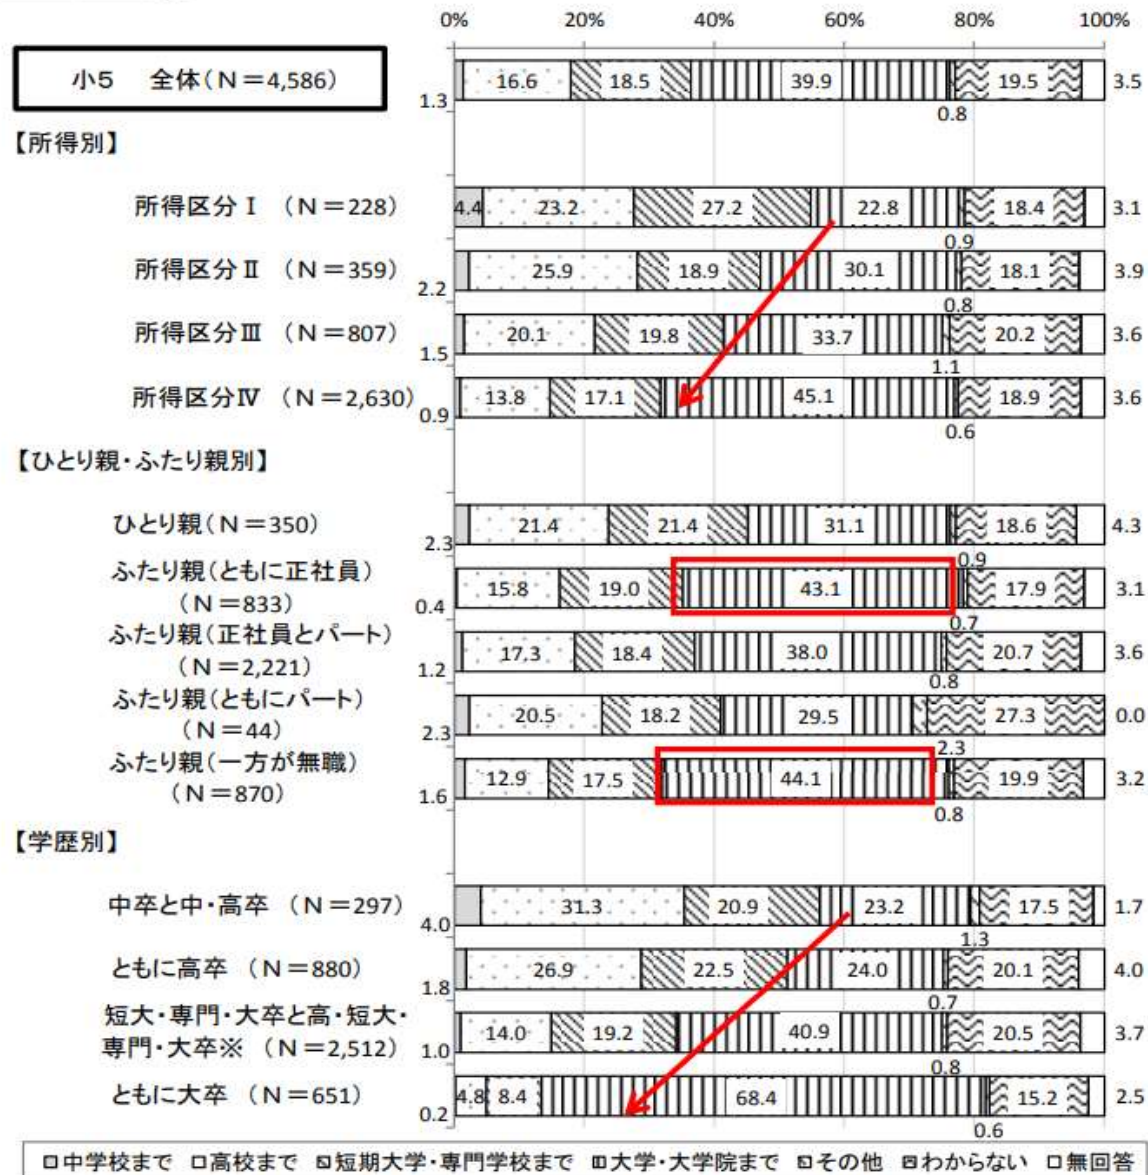 0% 20% 40% 60% 80% 100%
小5 全体(N=4,586)
1.3 16.6 18.5 39.9 0.8 19.5 3.5
【所得別】
所得区分Ⅰ (N=228) 4.4 23.2 27.2 22.8 0.9 18.4 3.1
所得区分Ⅱ (N=359) 2.2 25.9 18.9 30.1 0.8 18.1 3.9
所得区分Ⅲ (N=807) 1.5 20.1 19.8 33.7 1.1 20.2 3.6
所得区分Ⅳ (N=2,630) 0.9 13.8 17.1 45.1 0.6 18.9 3.6
【ひとり親・ふたり親別】
ひとり親(N=350) 2.3 21.4 21.4 31.1 0.9 18.6 4.3
ふたり親(ともに正社員)
(N=833) 0.4 15.8 19.0 43.1 0.7 17.9 3.1
ふたり親(正社員とパート)
(N=2,221) 1.2 17.3 18.4 38.0 0.8 20.7 3.6
ふたり親(ともにパート)
(N=44) 2.3 20.5 18.2 29.5 2.3 27.3 0.0
ふたり親(一方が無職)
(N=870) 1.6 12.9 17.5 44.1 0.8 19.9 3.2
【学歴別】
中卒と中・高卒 (N=297) 4.0 31.3 20.9 23.2 1.3 17.5 1.7
ともに高卒 (N=880) 1.8 26.9 22.5 24.0 0.7 20.1 4.0
短大・専門・大卒と高・短大・
専門・大卒※ (N=2,512) 1.0 14.0 19.2 40.9 0.8 20.5 3.7
ともに大卒 (N=651) 0.2 4.8 8.4 68.4 0.6 15.2 2.5
中学校まで 高校まで 短期大学・専門学校まで 大学・大学院まで その他 わからない 無回答